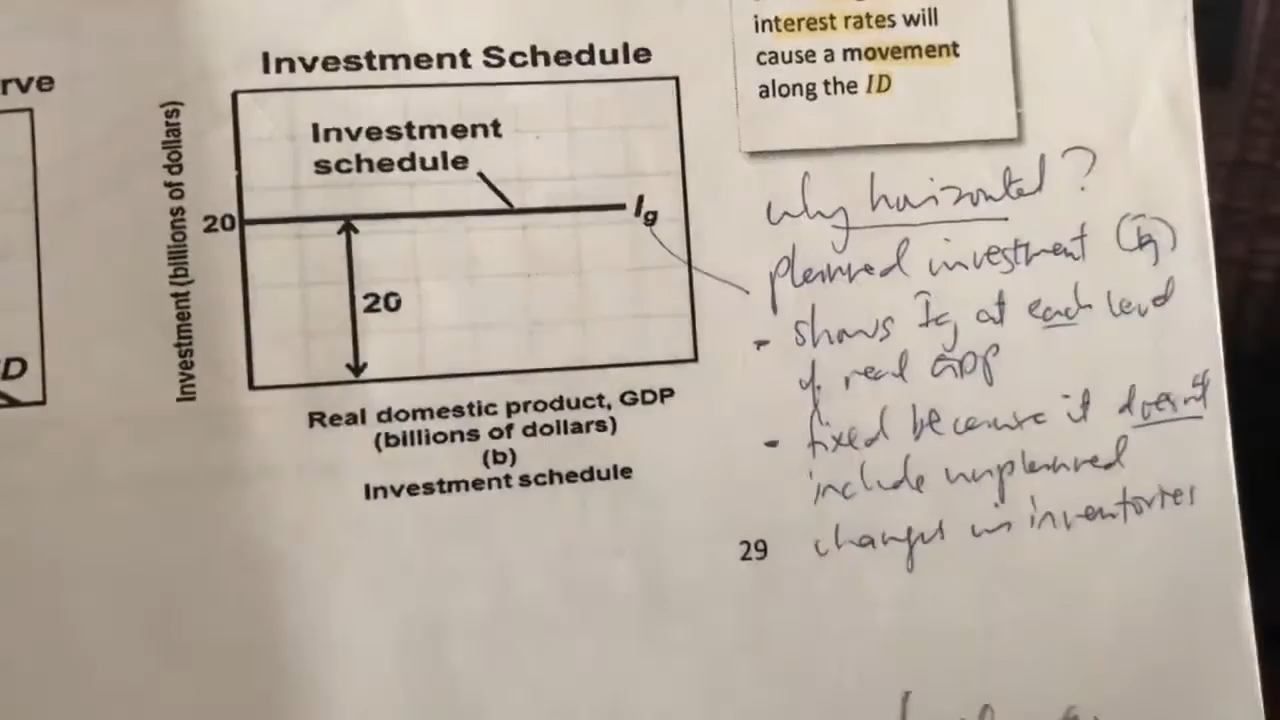 rve
D
Investment Schedule
Investment (billions of dollars)
Investment
schedule
20
Ig
20
Real domestic product, GDP
(billions of dollars)
(b)
Investment schedule
interest rates will
cause a movement
along the ID
why horizontal?
planned investment (Ig)
- shows Ig at each level
of real GDP
- fixed because it doesn't
include unplanned
changes in inventories
29